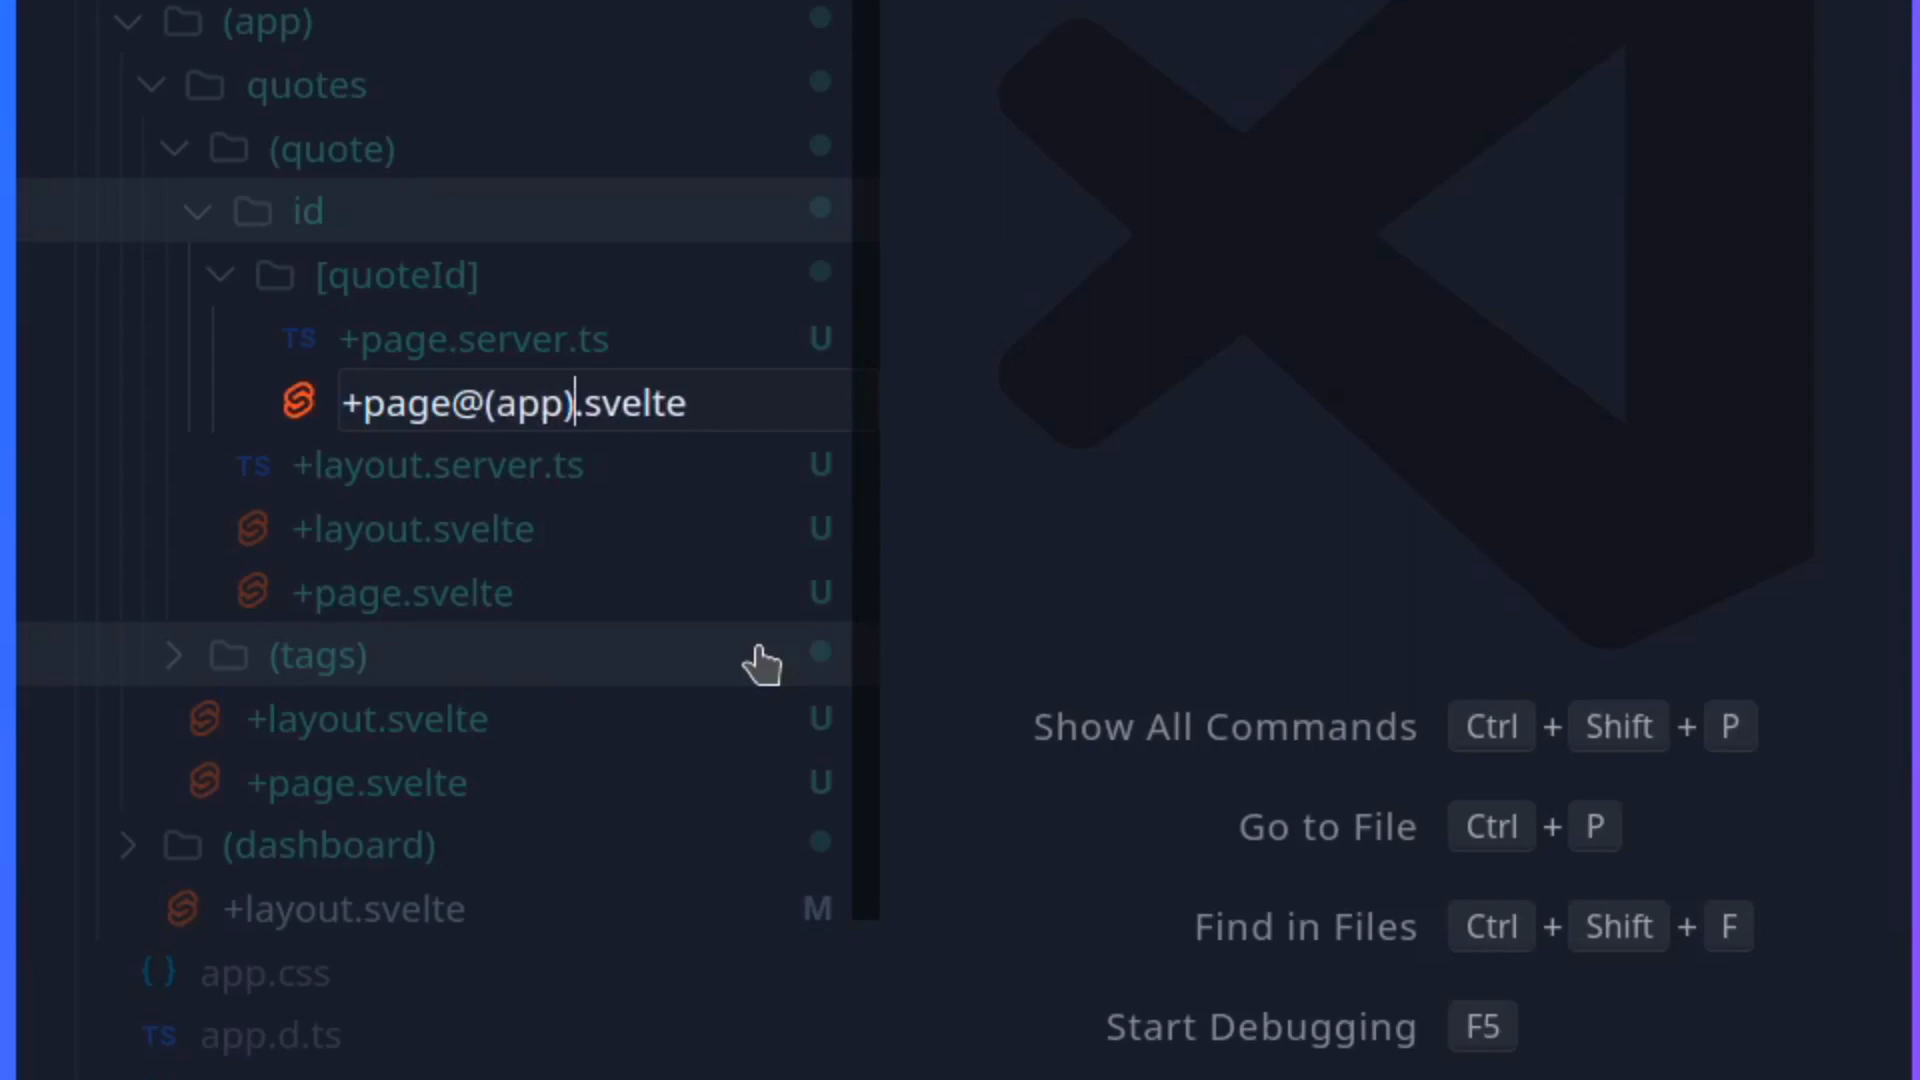 (app)
quotes
(quote)
id
[quoteId]
TS +page.server.ts U
+page@(app).svelte
TS +layout.server.ts U
+layout.svelte U
+page.svelte U
(tags)
+layout.svelte U
+page.svelte U
(dashboard)
+layout.svelte M
{ } app.css
TS app.d.ts
Show All Commands Ctrl + Shift + P
Go to File Ctrl + P
Find in Files Ctrl + Shift + F
Start Debugging F5